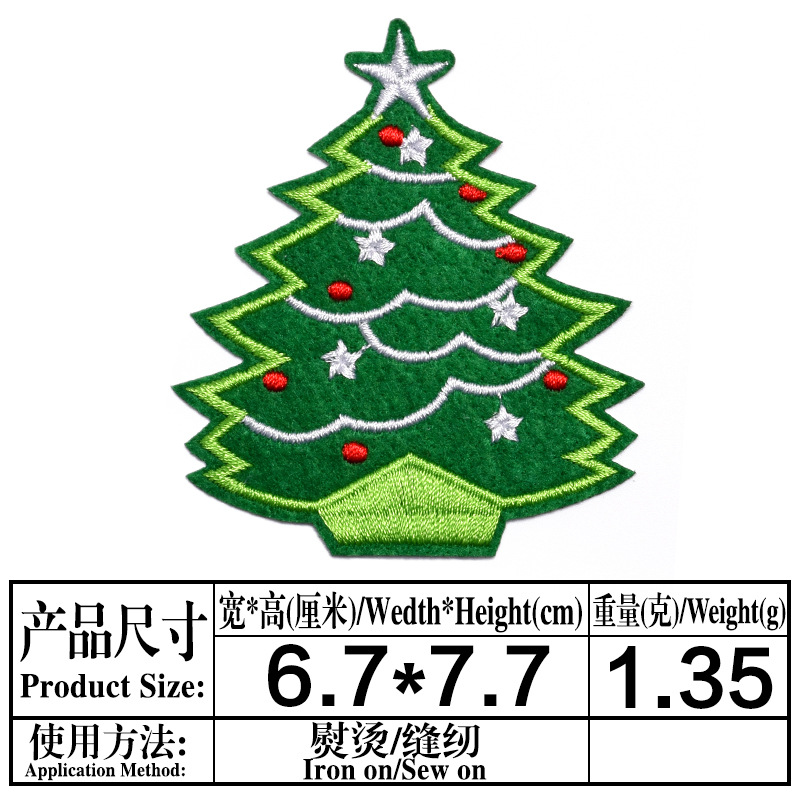 产品尺寸
Product Size:
宽*高(厘米)/Wedth*Height(cm)
重量(克)/Weight(g)
6.7*7.7
1.35
使用方法:
Application Method:
熨烫/缝纫
Iron on/Sew on